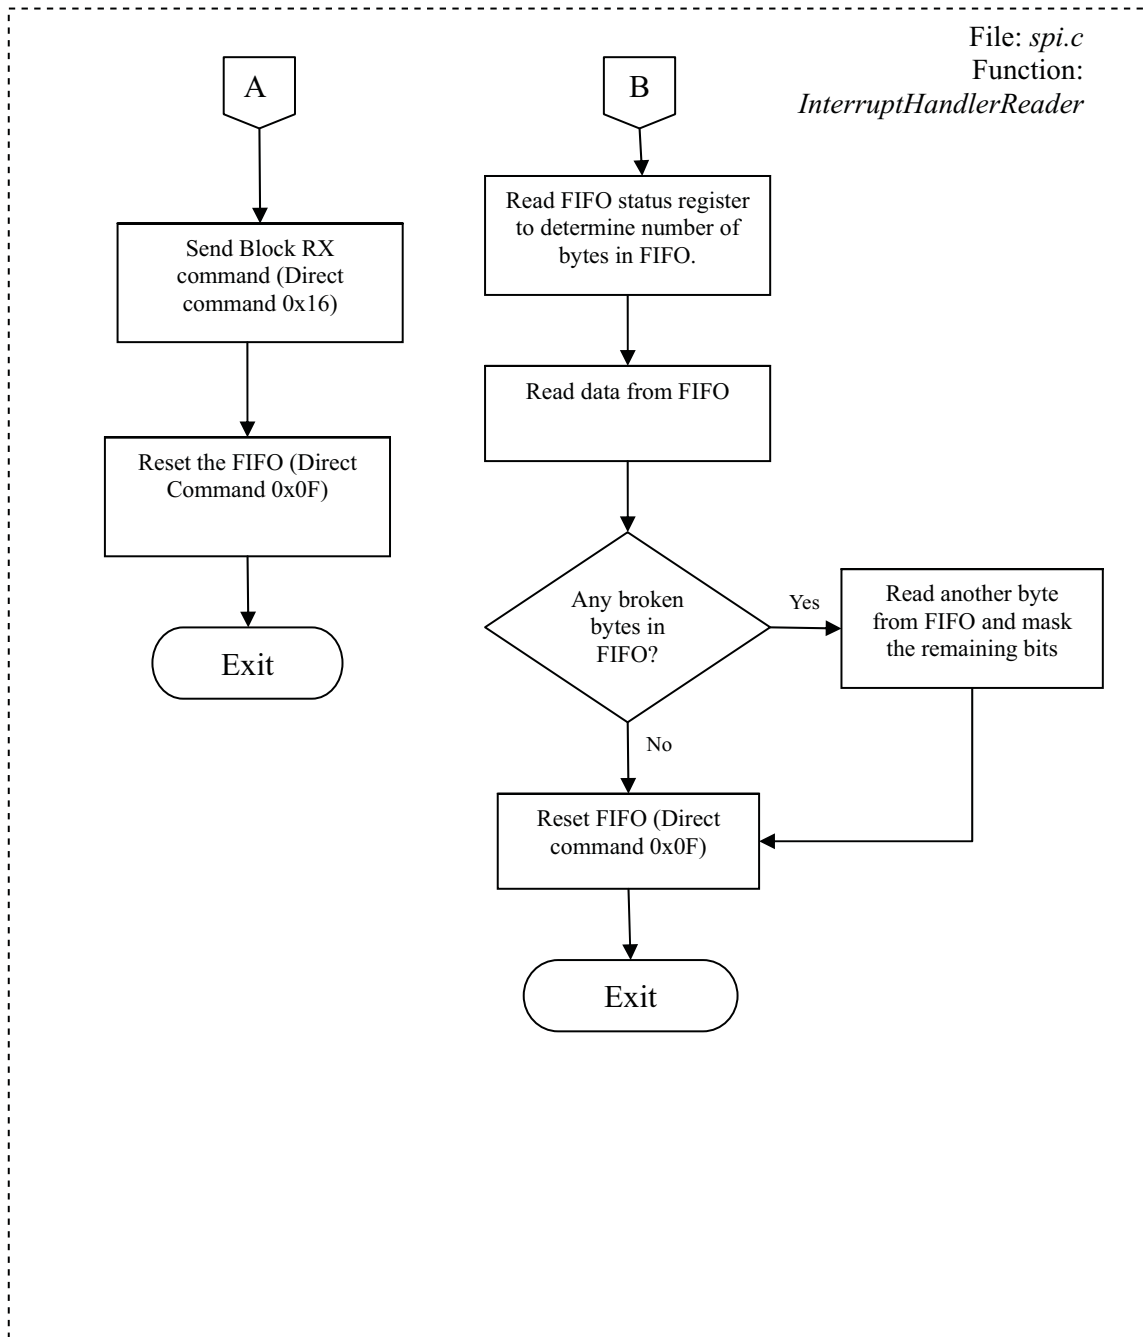 File: spi.c
Function:
InterruptHandlerReader
A
Send Block RX
command (Direct
command 0x16)
Reset the FIFO (Direct
Command 0x0F)
Exit
B
Read FIFO status register
to determine number of
bytes in FIFO.
Read data from FIFO
Any broken
bytes in
FIFO?
Yes
Read another byte
from FIFO and mask
the remaining bits
No
Reset FIFO (Direct
command 0x0F)
Exit